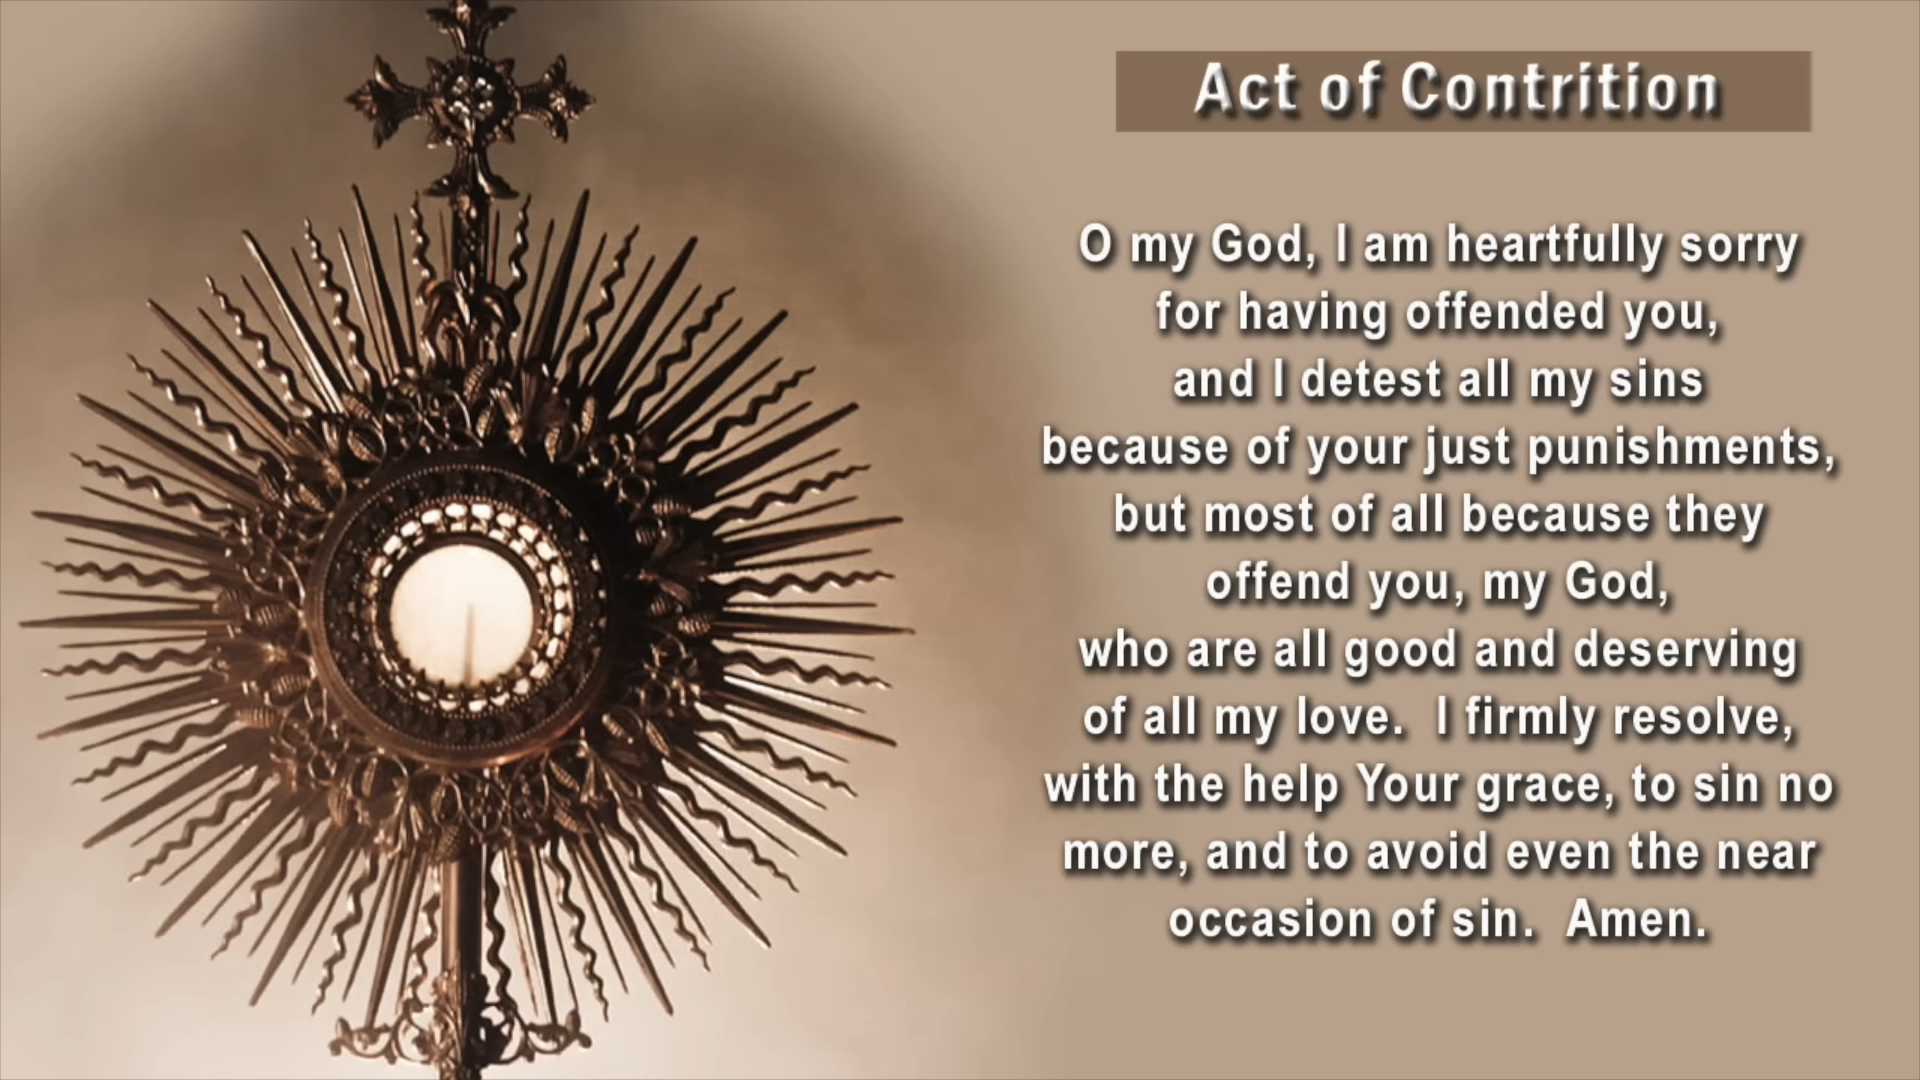 Act of Contrition
O my God, I am heartfully sorry
for having offended you,
and I detest all my sins
because of your just punishments,
but most of all because they
offend you, my God,
who are all good and deserving
of all my love.  I firmly resolve,
with the help Your grace, to sin no
more, and to avoid even the near
occasion of sin.  Amen.